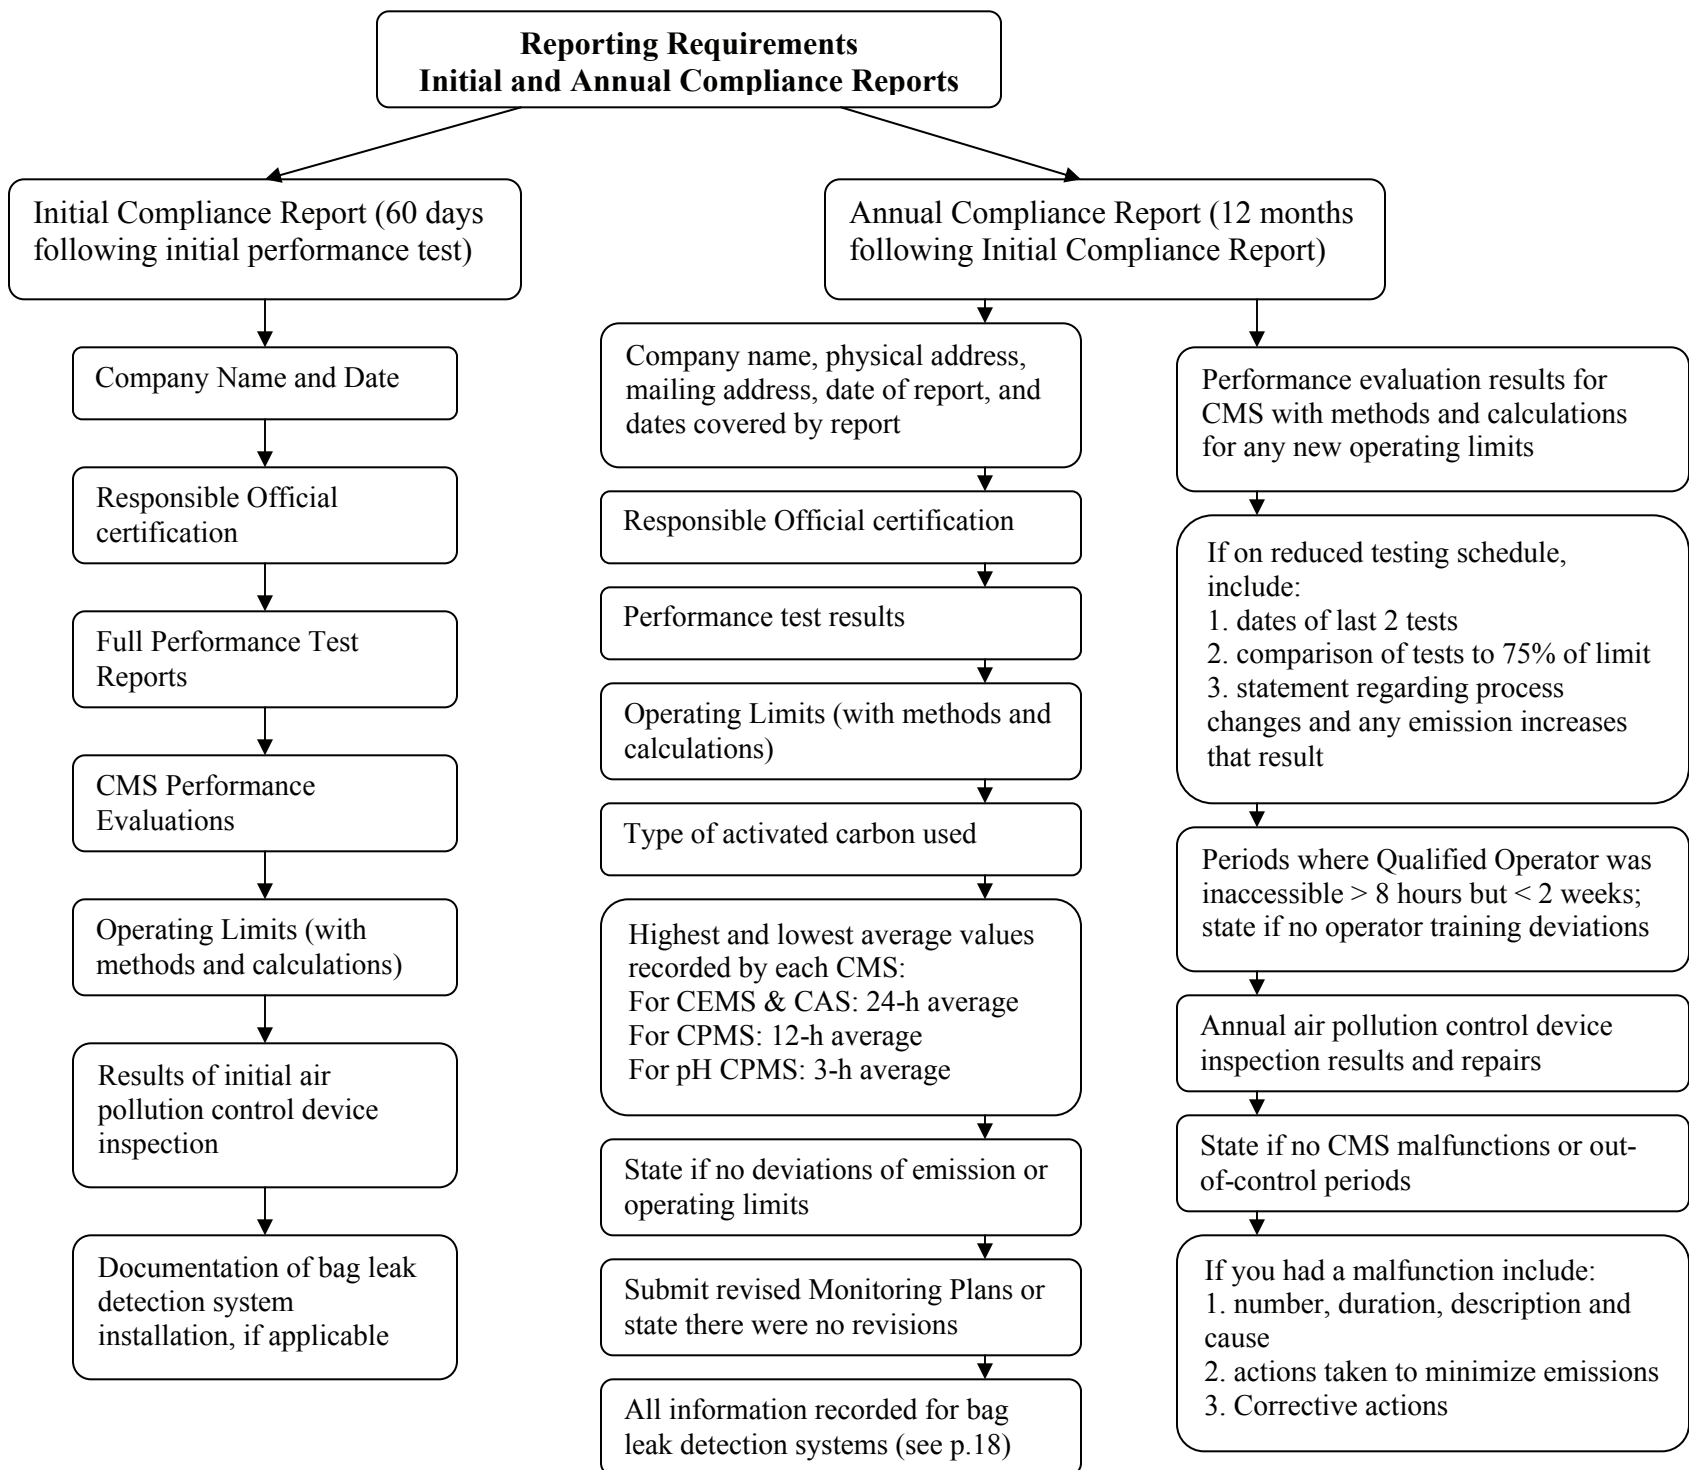 Reporting Requirements
Initial and Annual Compliance Reports
Initial Compliance Report (60 days
following initial performance test)
Company Name and Date
Responsible Official
certification
Full Performance Test
Reports
CMS Performance
Evaluations
Operating Limits (with
methods and calculations)
Results of initial air
pollution control device
inspection
Documentation of bag leak
detection system
installation, if applicable
Annual Compliance Report (12 months
following Initial Compliance Report)
Company name, physical address,
mailing address, date of report, and
dates covered by report
Responsible Official certification
Performance test results
Operating Limits (with methods and
calculations)
Type of activated carbon used
Highest and lowest average values
recorded by each CMS:
For CEMS & CAS: 24-h average
For CPMS: 12-h average
For pH CPMS: 3-h average
State if no deviations of emission or
operating limits
Submit revised Monitoring Plans or
state there were no revisions
All information recorded for bag
leak detection systems (see p.18)
Performance evaluation results for
CMS with methods and calculations
for any new operating limits
If on reduced testing schedule,
include:
1. dates of last 2 tests
2. comparison of tests to 75% of limit
3. statement regarding process
changes and any emission increases
that result
Periods where Qualified Operator was
inaccessible > 8 hours but < 2 weeks;
state if no operator training deviations
Annual air pollution control device
inspection results and repairs
State if no CMS malfunctions or out-
of-control periods
If you had a malfunction include:
1. number, duration, description and
cause
2. actions taken to minimize emissions
3. Corrective actions